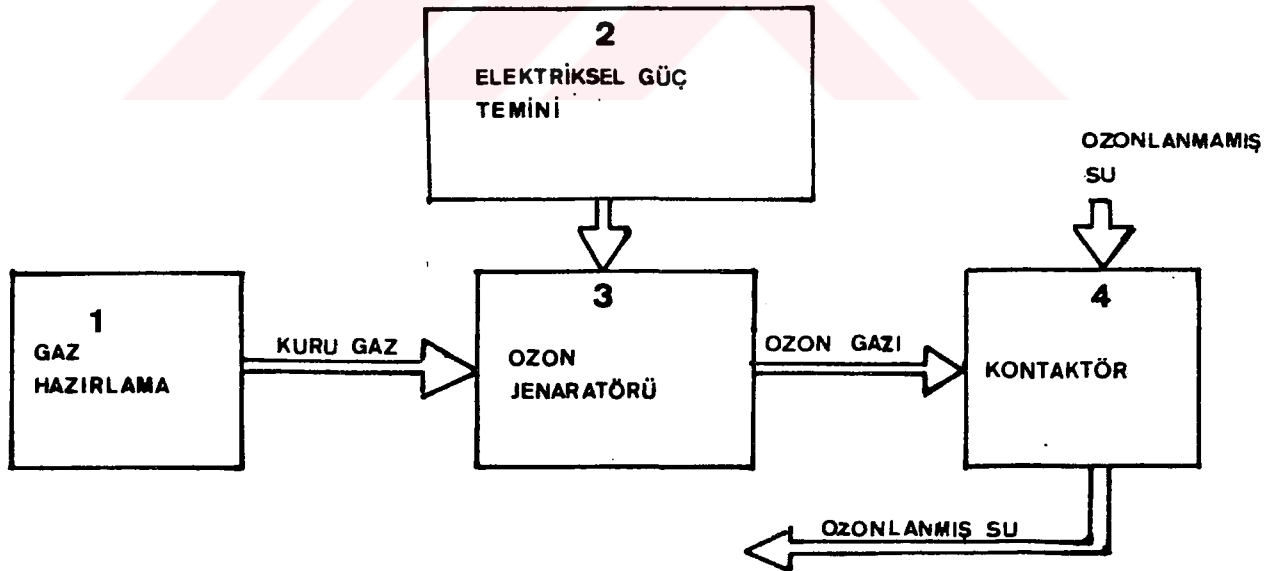 2
ELEKTRİKSEL GÜÇ
TEMİNİ
OZONLANMAMIŞ
SU
1
GAZ
HAZIRLAMA
KURU GAZ
3
OZON
JENARATÖRÜ
OZON GAZI
4
KONTAKTÖR
OZONLANMIŞ SU